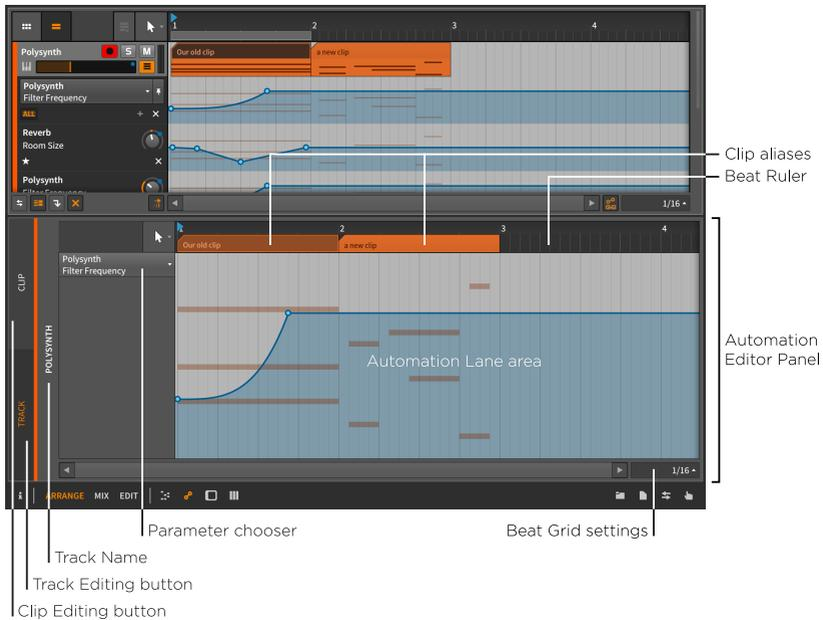 1 2 3 4
Polysynth S M
Our old clip a new clip
Polysynth
Filter Frequency
ALL + ×
Reverb
Room Size
×
Polysynth
Filter Frequency
1/16
Clip aliases
Beat Ruler
1 2 3 4
Our old clip a new clip
Polysynth
Filter Frequency
CLIP
TRACK
POLYSYNTH
Automation Lane area
Automation
Editor Panel
1/16
i ARRANGE MIX EDIT
Parameter chooser
Beat Grid settings
Track Name
Track Editing button
Clip Editing button